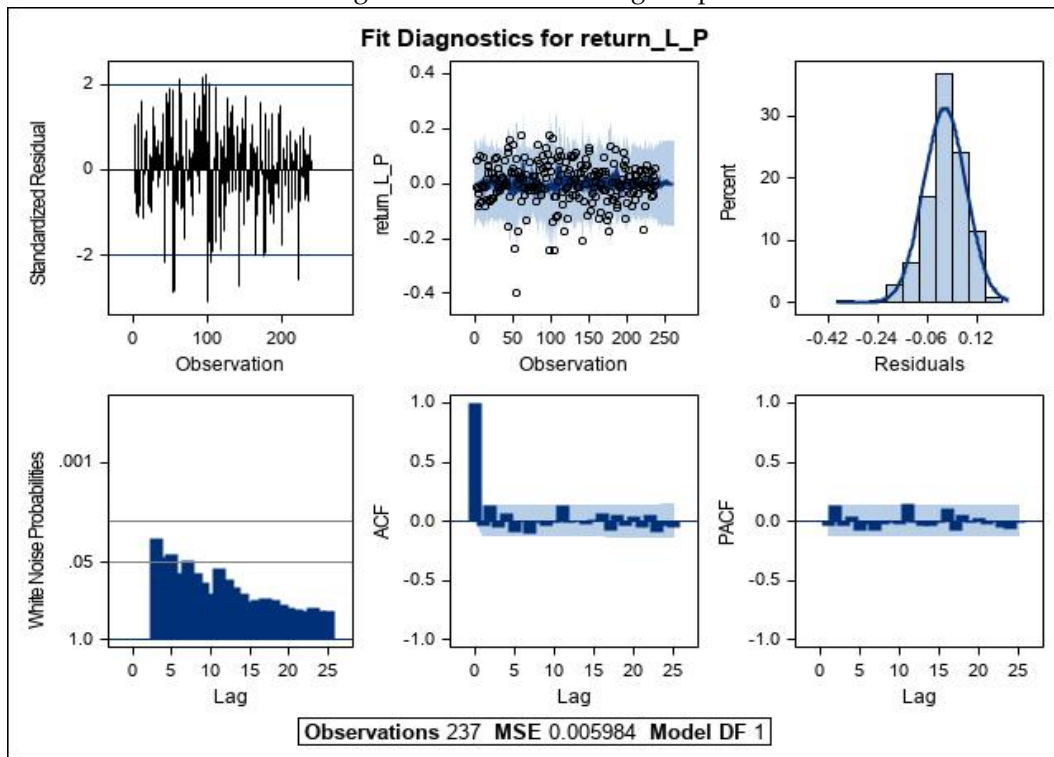 Fit Diagnostics for return_L_P
Standardized Residual
2
0
-2
0 100 200
Observation
return_L_P
0.4
0.2
0.0
-0.2
-0.4
0 50 100 150 200 250
Observation
Percent
30
20
10
0
-0.42 -0.24 -0.06 0.12
Residuals
White Noise Probabilities
.001
.05
1.0
0 5 10 15 20 25
Lag
ACF
1.0
0.5
0.0
-0.5
-1.0
0 5 10 15 20 25
Lag
PACF
1.0
0.5
0.0
-0.5
-1.0
0 5 10 15 20 25
Lag
Observations 237 MSE 0.005984 Model DF 1